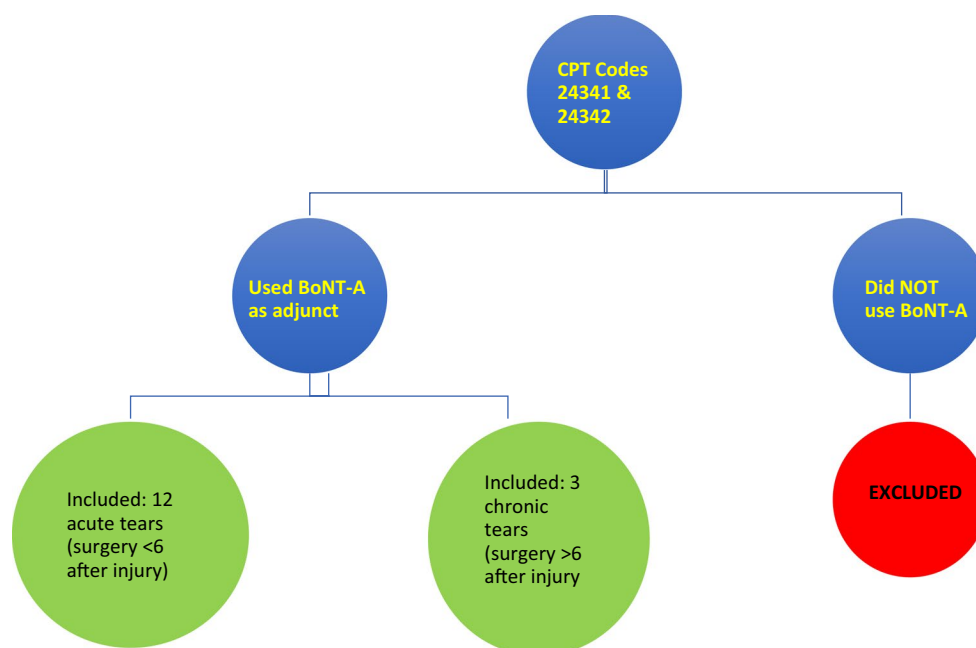 CPT Codes
24341 &
24342
Used BoNT-A
as adjunct
Did NOT
use BoNT-A
Included: 12
acute tears
(surgery <6
after injury)
Included: 3
chronic
tears
(surgery >6
after injury
EXCLUDED